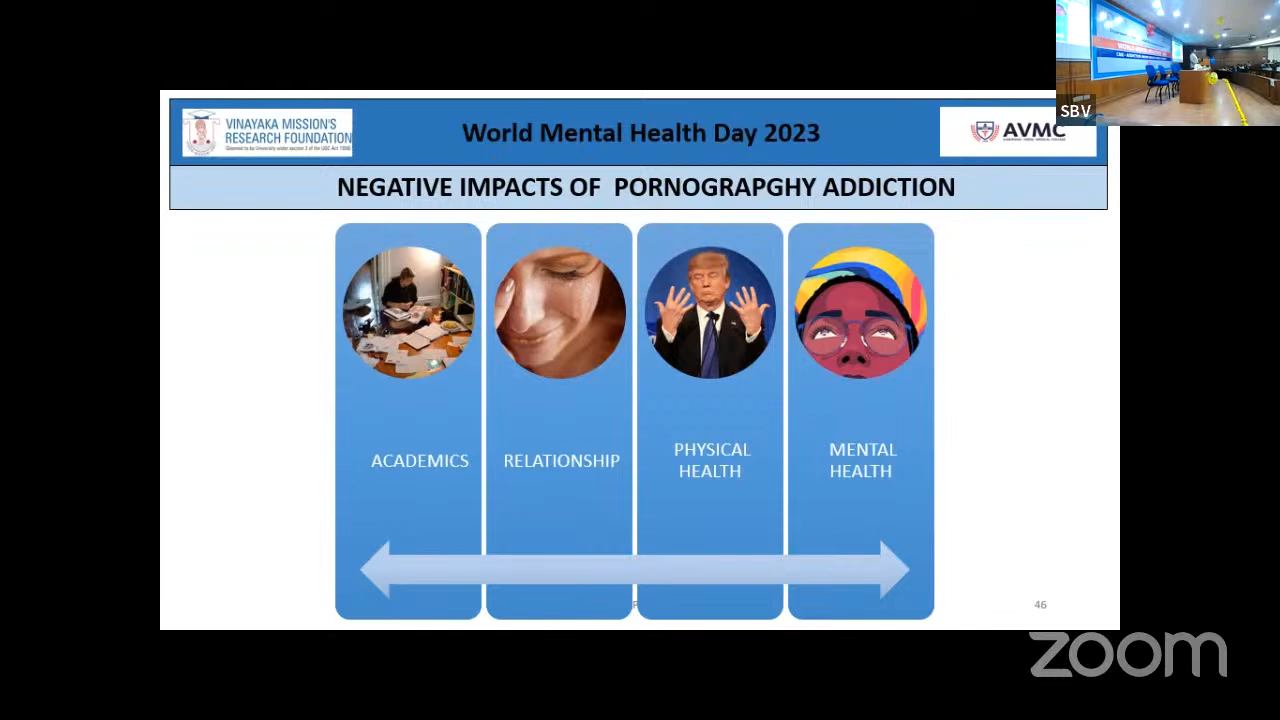 VINAYAKA MISSION'S
RESEARCH FOUNDATION
World Mental Health Day 2023
AVMC
SBV
NEGATIVE IMPACTS OF PORNOGRAPGHY ADDICTION
ACADEMICS
RELATIONSHIP
PHYSICAL
HEALTH
MENTAL
HEALTH
46
zoom